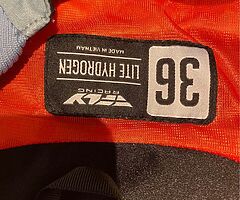 FLY
RACING
LITE HYDROGEN
MADE IN VIETNAM
36